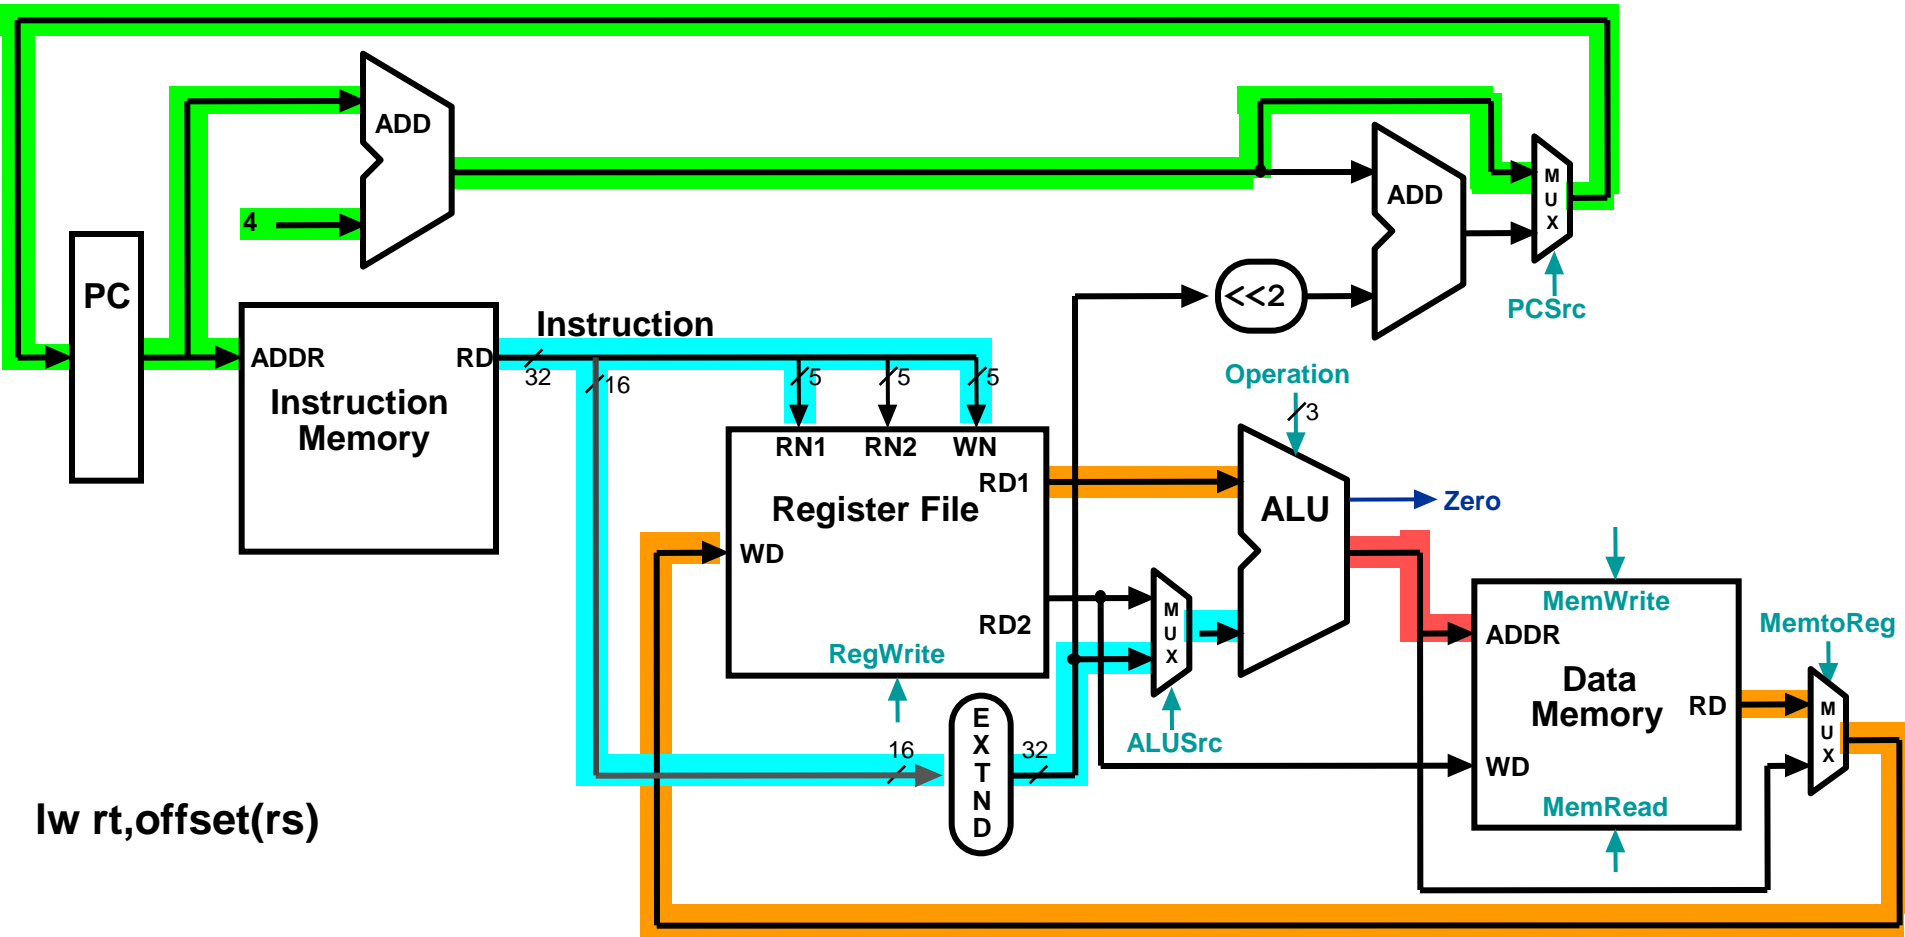 ADD
4
PC
ADDR
RD
Instruction
Memory
Instruction
32
16
5
5
5
RN1
RN2
WN
RD1
Register File
WD
RD2
RegWrite
16
E
X
T
N
D
32
M
U
X
ALUSrc
Operation
3
ALU
Zero
<<2
ADD
M
U
X
PCSrc
MemWrite
ADDR
Data
Memory
RD
WD
MemRead
MemtoReg
M
U
X
lw rt,offset(rs)